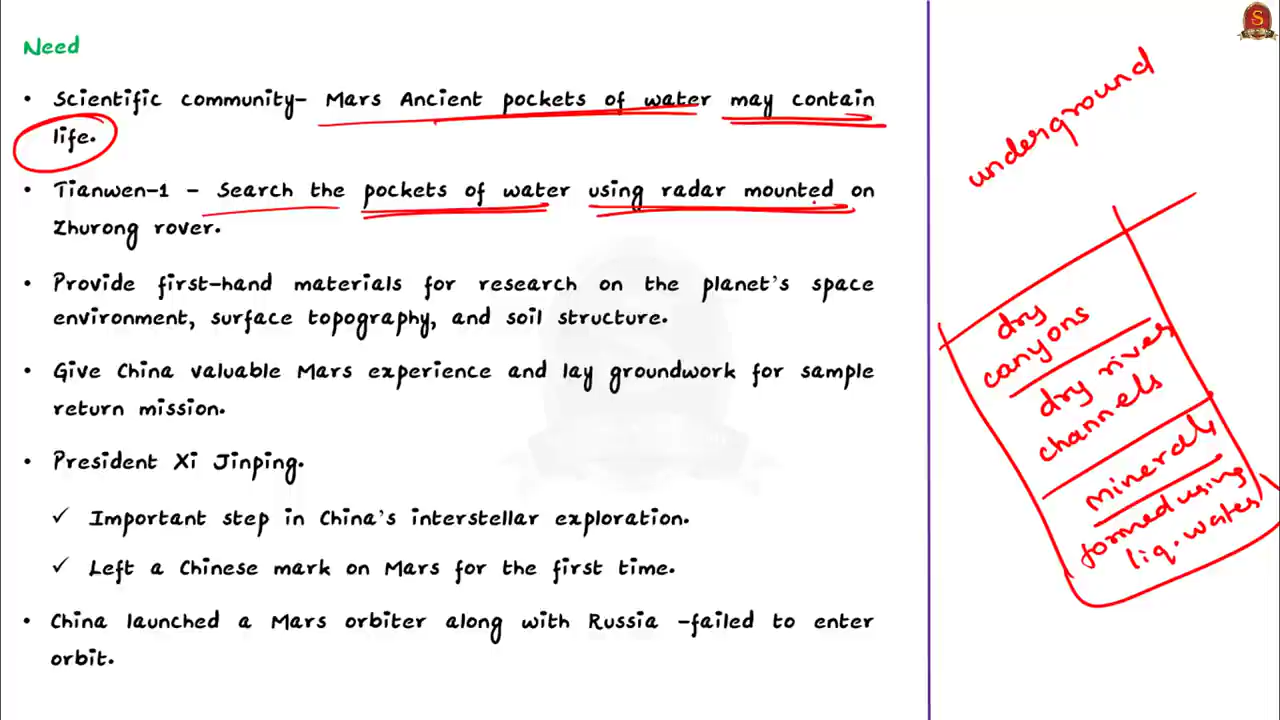 Need
• Scientific community- Mars Ancient pockets of water may contain
life.
• Tianwen-1 - Search the pockets of water using radar mounted on
Zhurong rover.
• Provide first-hand materials for research on the planet's space
environment, surface topography, and soil structure.
• Give China valuable Mars experience and lay groundwork for sample
return mission.
• President Xi Jinping.
✓ Important step in China's interstellar exploration.
✓ Left a Chinese mark on Mars for the first time.
• China launched a Mars orbiter along with Russia -failed to enter
orbit.
S
underground
dry
canyons
dry river
channels
minerals
formed using
liq. water